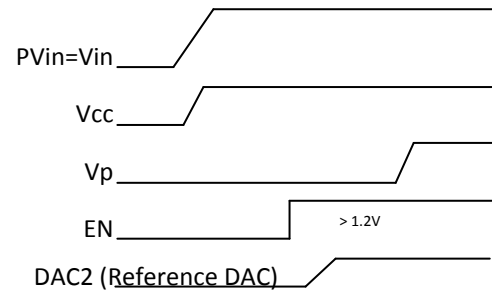 PVin=Vin
Vcc
Vp
EN
> 1.2V
DAC2 (Reference DAC)